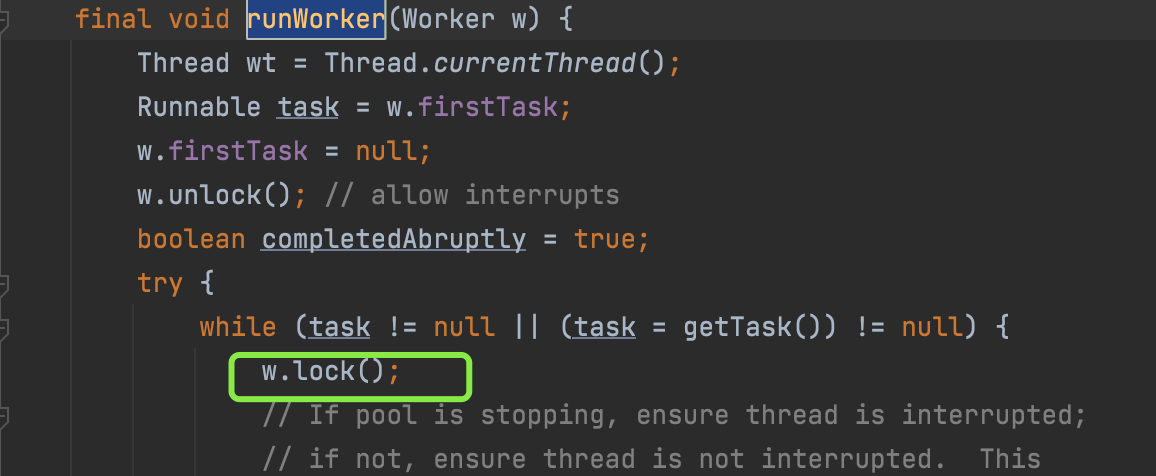 final void runWorker(Worker w) {
Thread wt = Thread.currentThread();
Runnable task = w.firstTask;
w.firstTask = null;
w.unlock(); // allow interrupts
boolean completedAbruptly = true;
try {
while (task != null || (task = getTask()) != null) {
w.lock();
// If pool is stopping, ensure thread is interrupted;
// if not, ensure thread is not interrupted.  This